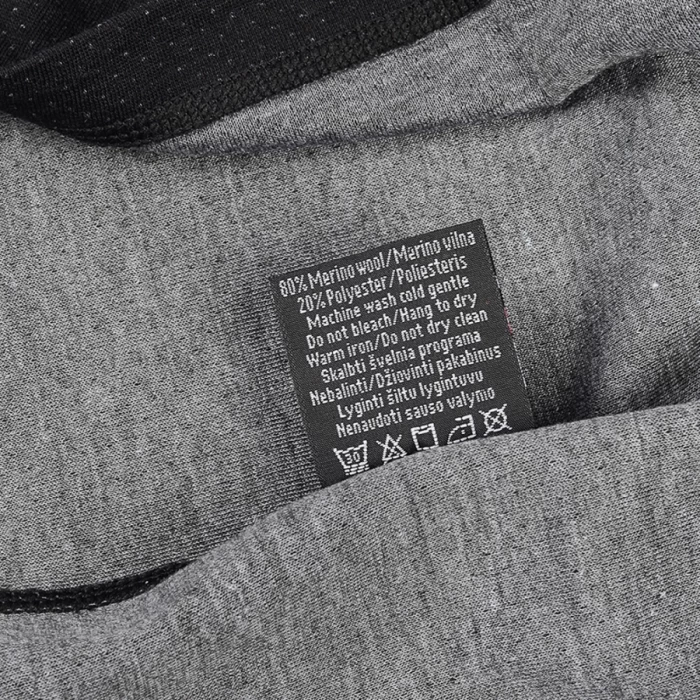 80% Merino wool/Marino vilna
20% Polyester/Poliesteris
Machine wash cold gentle
Do not bleach/Hang to dry
Warm iron/Do not dry clean
Skalbti švelnia programa
Nebalinti/Džiovinti pakabinus
Lyginti šiltu lygintuvu
Nenaudoti sauso valymo
30